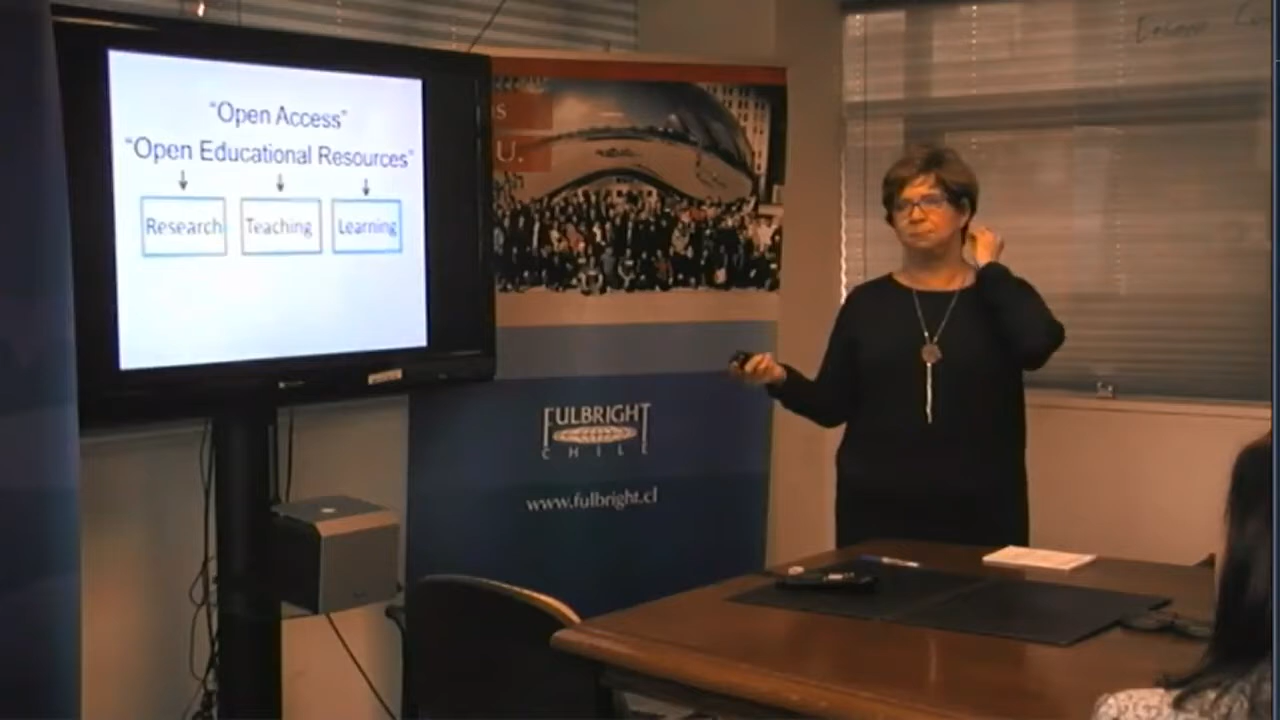 "Open Access"
"Open Educational Resources"
Research
Teaching
Learning
U.
FULBRIGHT
CHILE
www.fulbright.cl